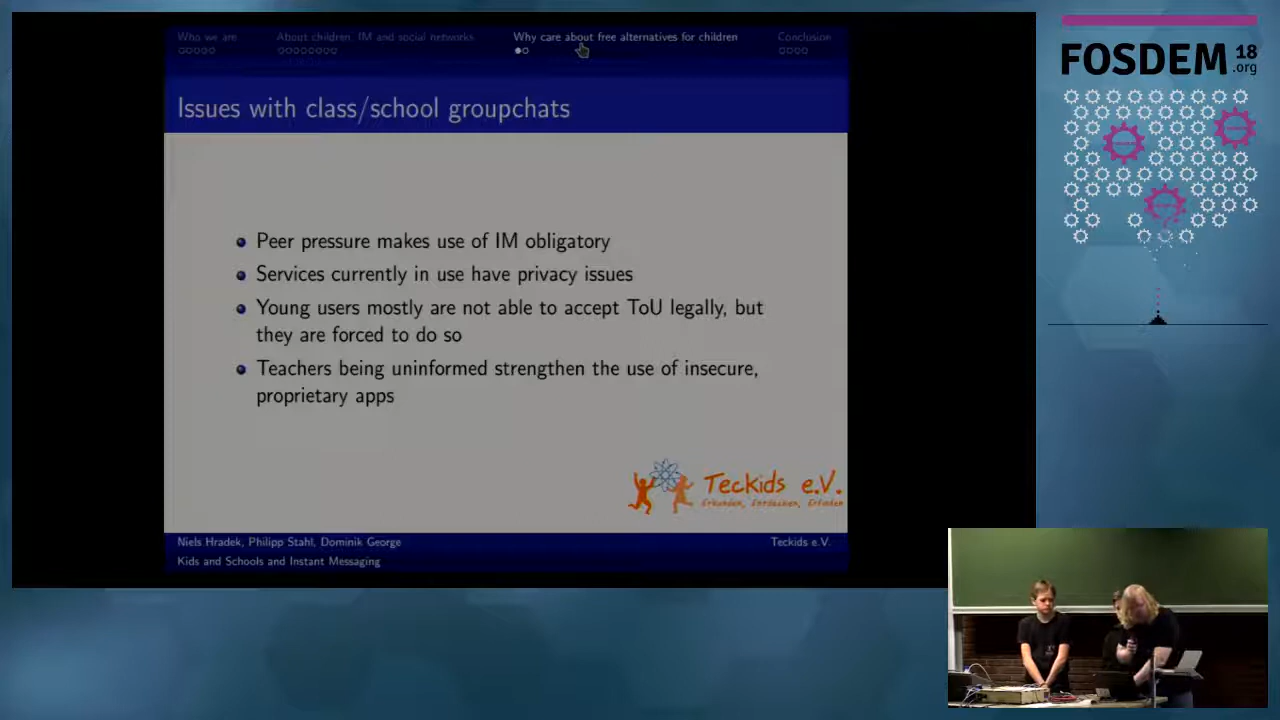 Who we are
About children, IM and social networks
Why care about free alternatives for children
Conclusion
Issues with class/school groupchats
Peer pressure makes use of IM obligatory
Services currently in use have privacy issues
Young users mostly are not able to accept ToU legally, but
they are forced to do so
Teachers being uninformed strengthen the use of insecure,
proprietary apps
Teckids e.V.
Erkunden, Entdecken, Erfinden
Niels Hradek, Philipp Stahl, Dominik George
Teckids e.V.
Kids and Schools and Instant Messaging
FOSDEM 18
.org